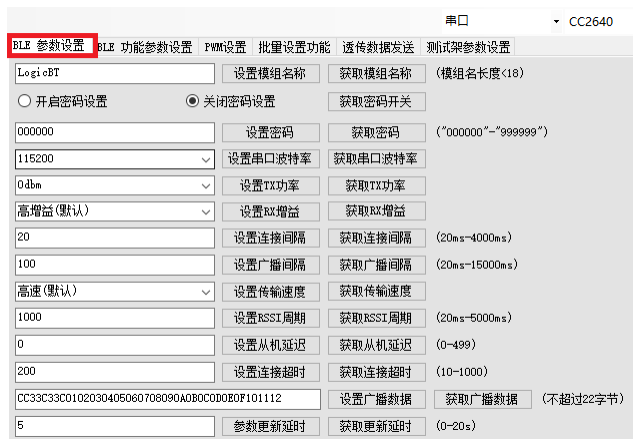 串口 CC2640
BLE 参数设置 BLE 功能参数设置 PWM设置 批量设置功能 透传数据发送 测试架参数设置
LogicBT 设置模组名称 获取模组名称 (模组名长度<18)
开启密码设置 关闭密码设置 获取密码开关
000000 设置密码 获取密码 ("000000"-"999999")
115200 设置串口波特率 获取串口波特率
0dbm 设置TX功率 获取TX功率
高增益(默认) 设置RX增益 获取RX增益
20 设置连接间隔 获取连接间隔 (20ms-4000ms)
100 设置广播间隔 获取广播间隔 (20ms-15000ms)
高速(默认) 设置传输速度 获取传输速度
1000 设置RSSI周期 获取RSSI周期 (20ms-5000ms)
0 设置从机延迟 获取从机延迟 (0-499)
200 设置连接超时 获取连接超时 (10-1000)
CC33C33C0102030405060708090A0B0C0D0E0F101112 设置广播数据 获取广播数据 (不超过22字节)
5 参数更新延时 获取更新延时 (0-20s)